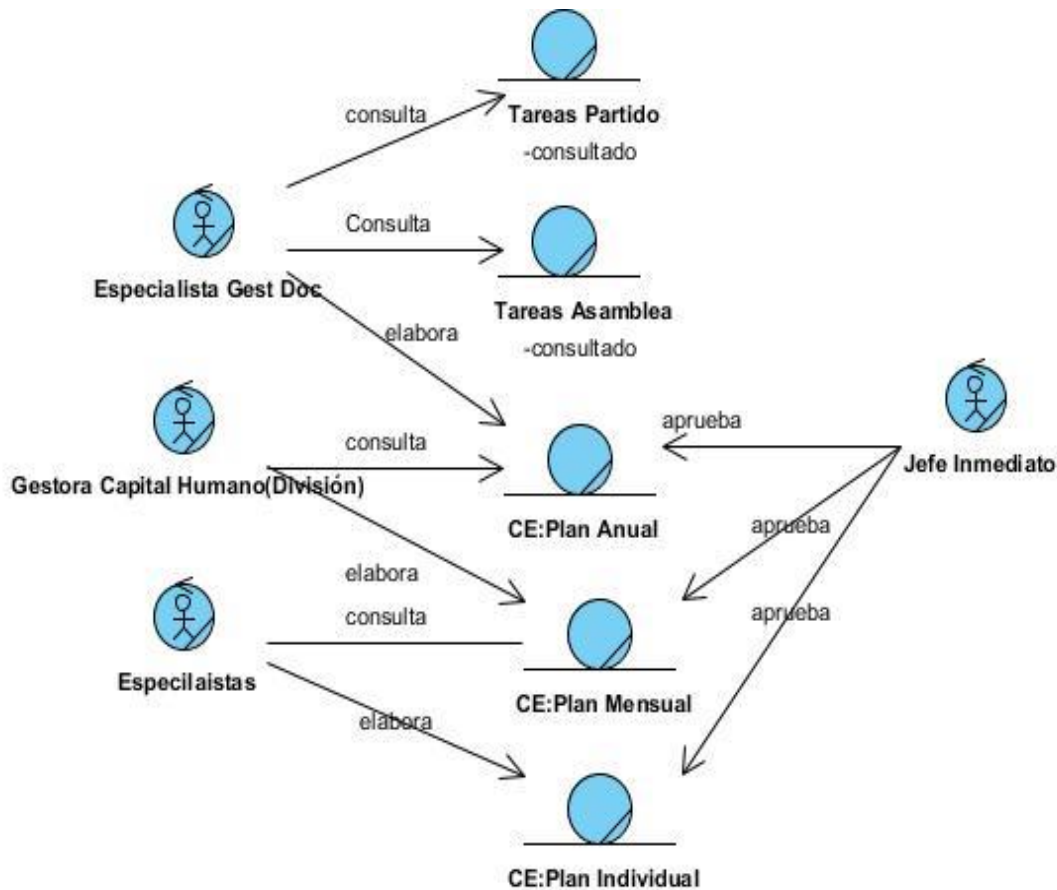 consulta
Tareas Partido
-consultado
Consulta
Especialista Gest Doc
Tareas Asamblea
-consultado
elabora
aprueba
consulta
Jefe Inmediato
Gestora Capital Humano(División)
CE:Plan Anual
aprueba
elabora
consulta
aprueba
Especilaistas
CE:Plan Mensual
elabora
CE:Plan Individual